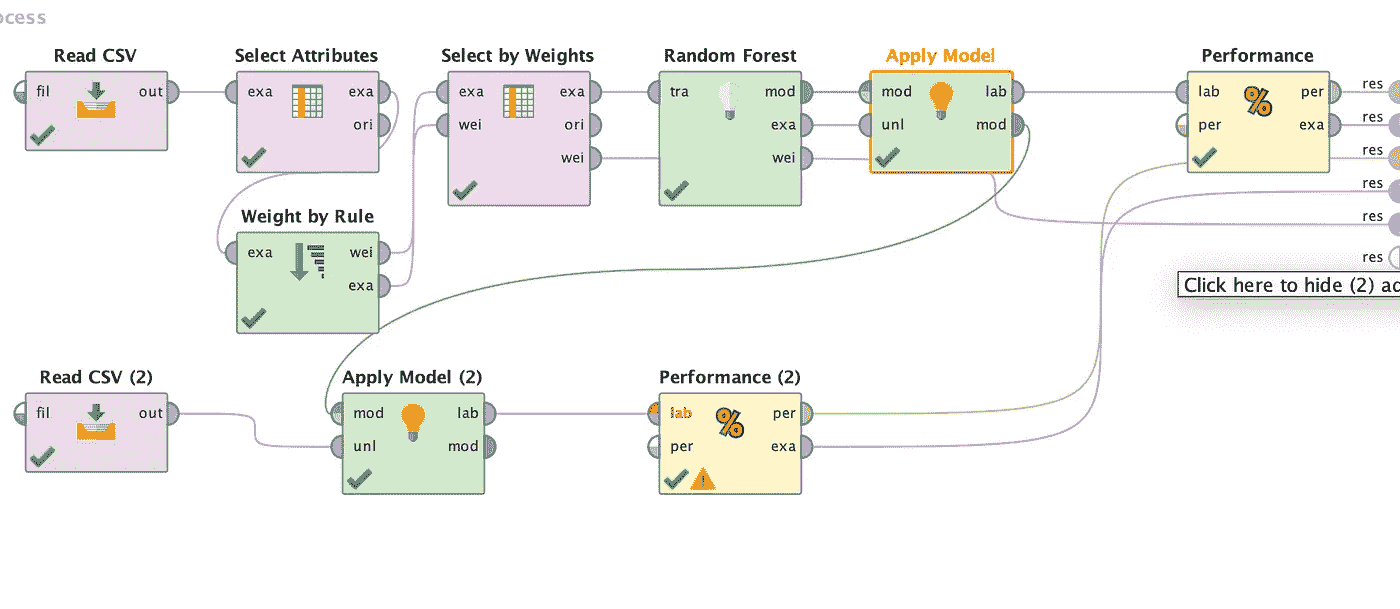 ocess
Read CSV
Select Attributes
Select by Weights
Random Forest
Apply Model
Performance
fil out
exa exa
ori
exa exa
wei ori
wei
tra mod
exa
wei
mod lab
unl mod
lab per
per exa
res
res
res
res
res
res
Weight by Rule
exa wei
exa
Click here to hide (2) ad
Read CSV (2)
Apply Model (2)
Performance (2)
fil out
mod lab
unl mod
lab per
per exa